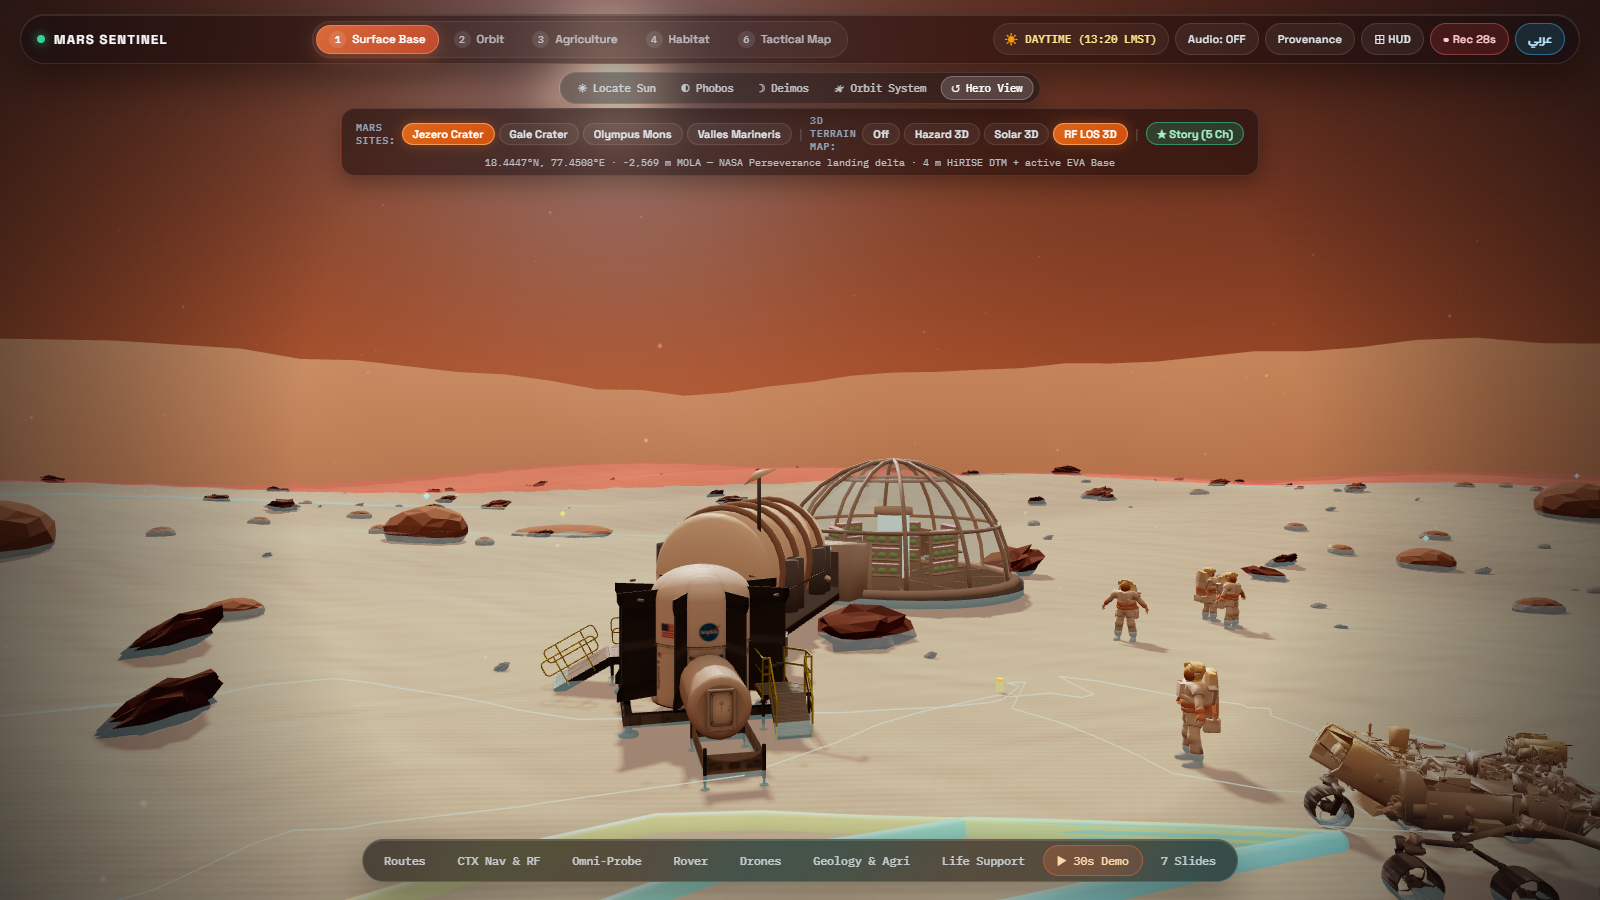 MARS SENTINEL
1 Surface Base
2 Orbit
3 Agriculture
4 Habitat
6 Tactical Map
DAYTIME (13:20 LMST)
Audio: OFF
Provenance
HUD
Rec 28s
عربي
Locate Sun
Phobos
Deimos
Orbit System
Hero View
MARS SITES:
Jezero Crater
Gale Crater
Olympus Mons
Valles Marineris
3D TERRAIN MAP:
Off
Hazard 3D
Solar 3D
RF LOS 3D
★ Story (5 Ch)
18.4447°N, 77.4508°E · -2,569 m MOLA — NASA Perseverance landing delta · 4 m HiRISE DTM + active EVA Base
Routes
CTX Nav & RF
Omni-Probe
Rover
Drones
Geology & Agri
Life Support
▶ 30s Demo
7 Slides